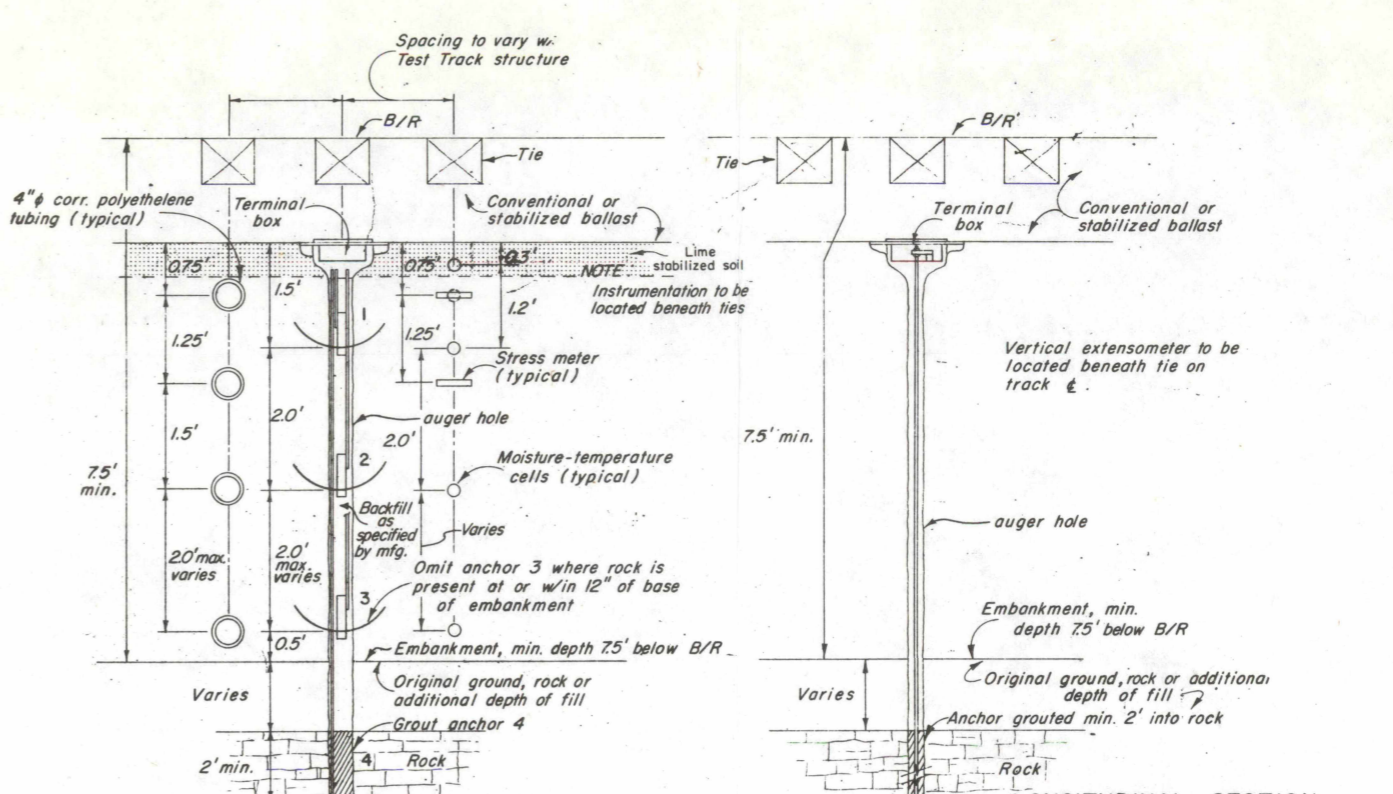 Spacing to vary w.
Test Track structure
B/R
Tie
4"φ corr. polyethelene
tubing (typical)
Terminal
box
Conventional or
stabilized ballast
0.75'
1.5'
0.75'
0.3'
Lime
stabilized soil
NOTE
Instrumentation to be
located beneath ties
1
1.2'
1.25'
1.25'
Stress meter
(typical)
auger hole
2.0'
2.0'
1.5'
2
Moisture-temperature
cells (typical)
7.5'
min.
Backfill
as
specified
by mfg.
Varies
2.0' max.
varies
2.0'
max
varies
Omit anchor 3 where rock is
present at or w/in 12" of base
of embankment
3
0.5'
Embankment, min. depth 7.5' below B/R
Varies
Original ground, rock or
additional depth of fill
Grout anchor 4
2' min.
4
Rock
B/R
Tie
Terminal
box
Conventional or
stabilized ballast
Vertical extensometer to be
located beneath tie on
track ℄.
7.5' min.
auger hole
Embankment, min.
depth 7.5' below B/R
Varies
Original ground, rock or additional
depth of fill
Anchor grouted min. 2' into rock
Rock